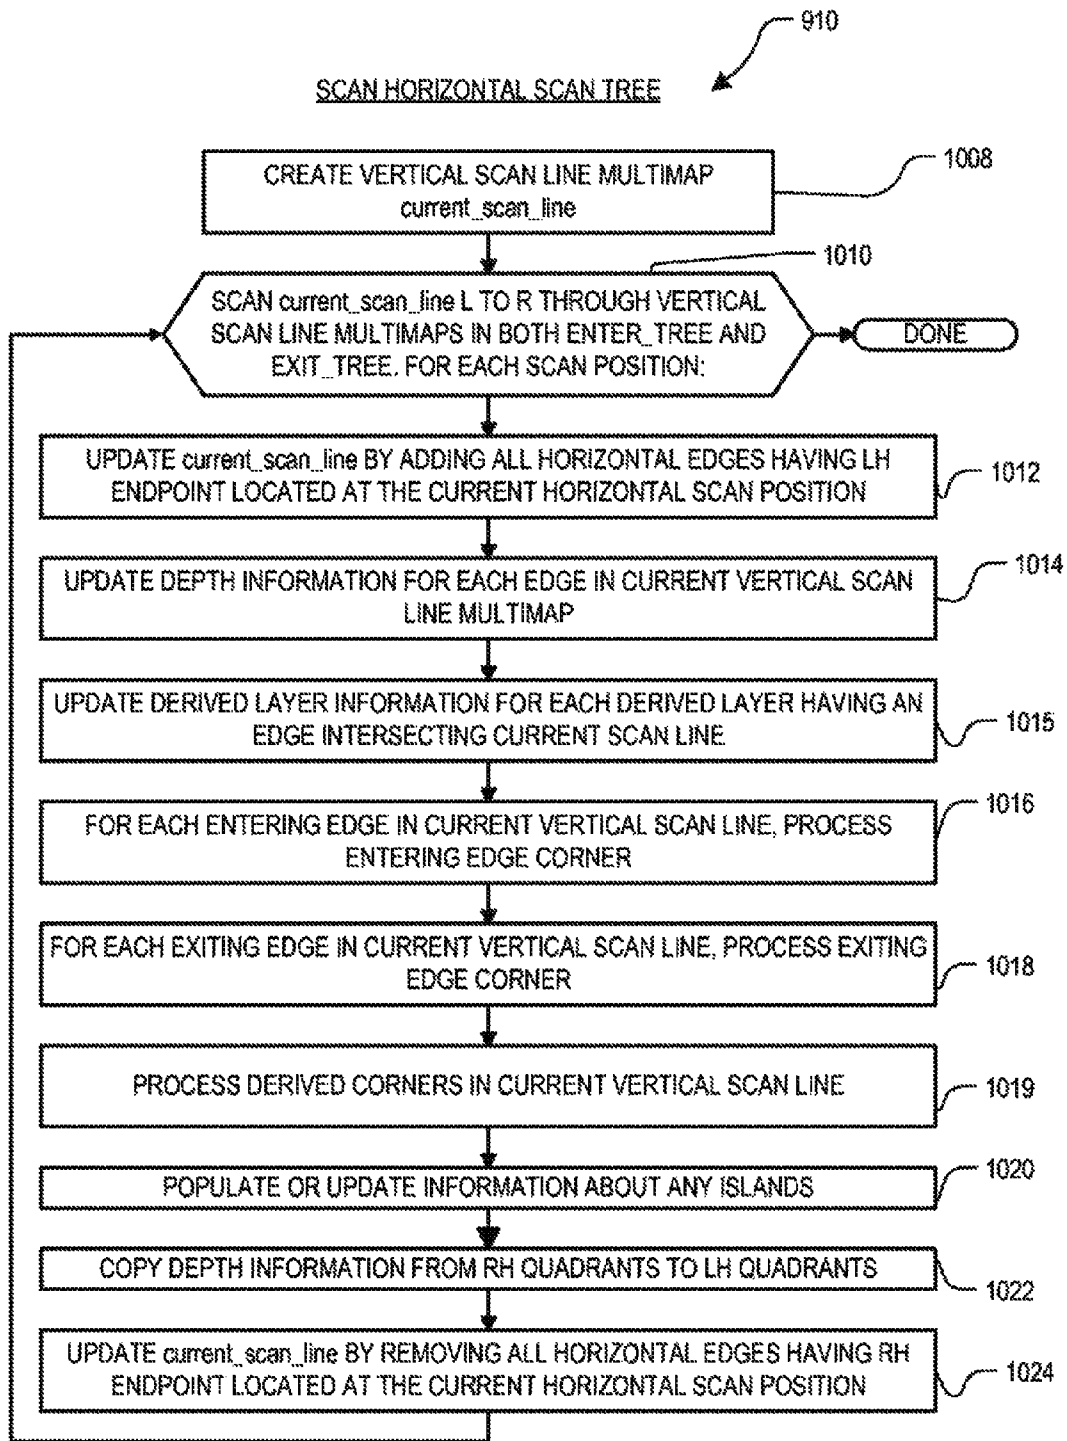 910
SCAN HORIZONTAL SCAN TREE
CREATE VERTICAL SCAN LINE MULTIMAP
current_scan_line
1008
1010
SCAN current_scan_line L TO R THROUGH VERTICAL
SCAN LINE MULTIMAPS IN BOTH ENTER_TREE AND
EXIT_TREE. FOR EACH SCAN POSITION:
DONE
UPDATE current_scan_line BY ADDING ALL HORIZONTAL EDGES HAVING LH
ENDPOINT LOCATED AT THE CURRENT HORIZONTAL SCAN POSITION
1012
UPDATE DEPTH INFORMATION FOR EACH EDGE IN CURRENT VERTICAL SCAN
LINE MULTIMAP
1014
UPDATE DERIVED LAYER INFORMATION FOR EACH DERIVED LAYER HAVING AN
EDGE INTERSECTING CURRENT SCAN LINE
1015
FOR EACH ENTERING EDGE IN CURRENT VERTICAL SCAN LINE, PROCESS
ENTERING EDGE CORNER
1016
FOR EACH EXITING EDGE IN CURRENT VERTICAL SCAN LINE, PROCESS EXITING
EDGE CORNER
1018
PROCESS DERIVED CORNERS IN CURRENT VERTICAL SCAN LINE
1019
POPULATE OR UPDATE INFORMATION ABOUT ANY ISLANDS
1020
COPY DEPTH INFORMATION FROM RH QUADRANTS TO LH QUADRANTS
1022
UPDATE current_scan_line BY REMOVING ALL HORIZONTAL EDGES HAVING RH
ENDPOINT LOCATED AT THE CURRENT HORIZONTAL SCAN POSITION
1024